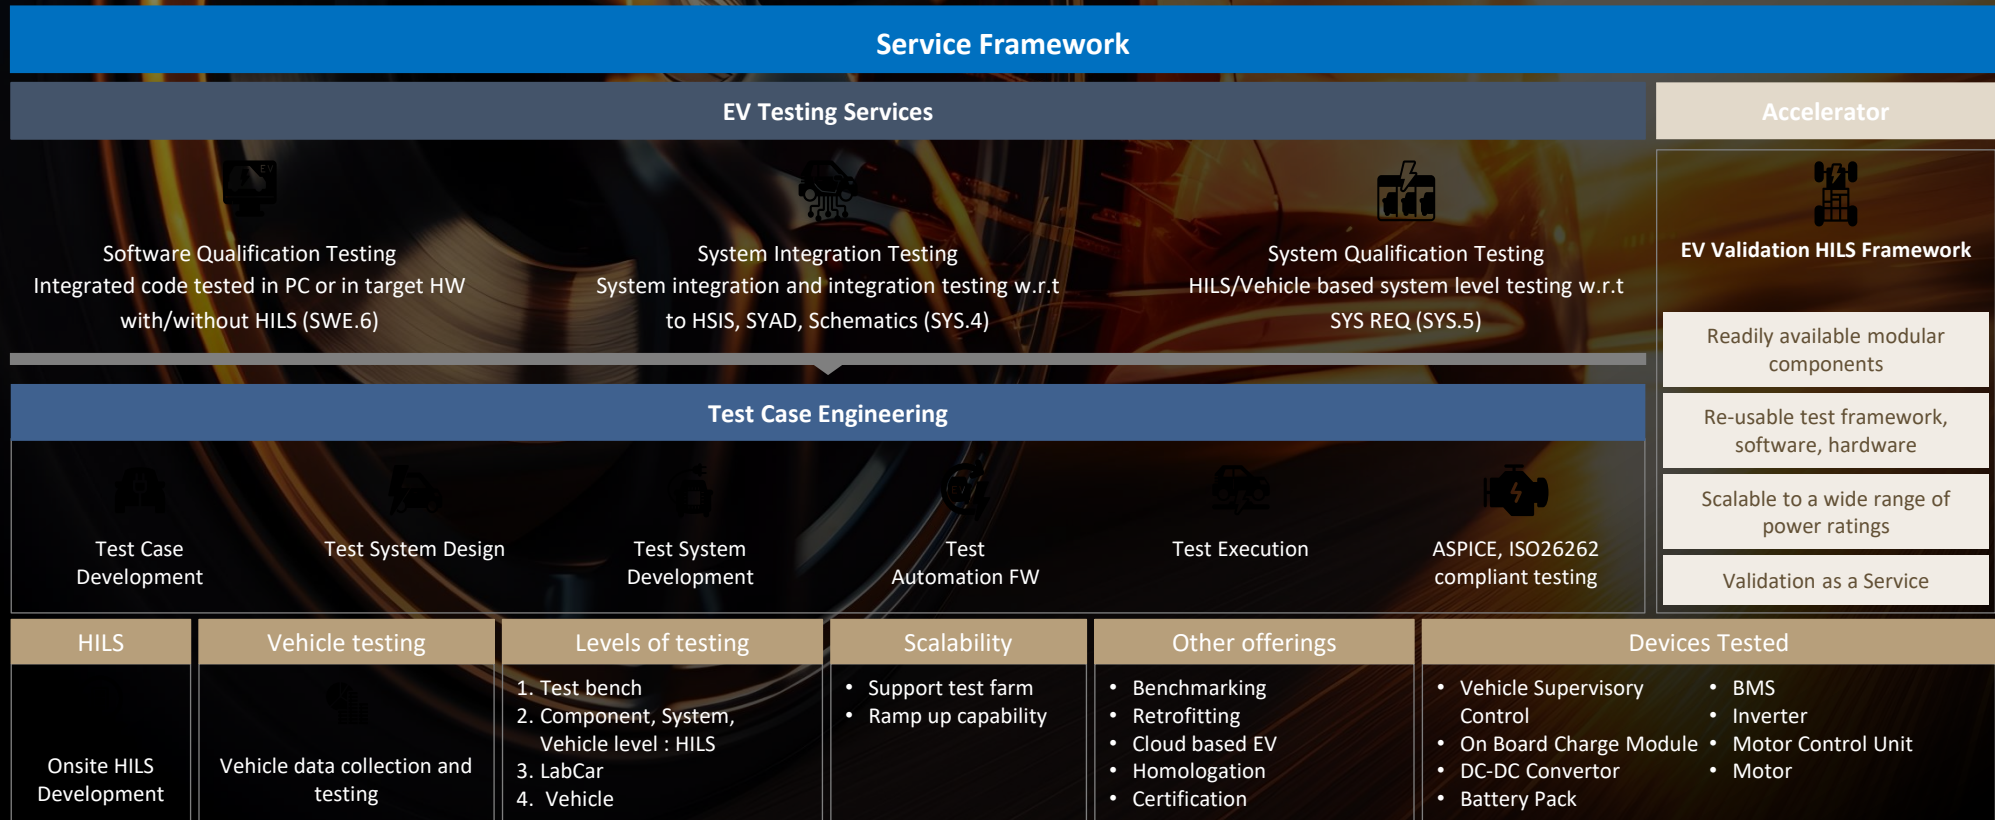 Service Framework
EV Testing Services
Accelerator
EV
Software Qualification Testing
Integrated code tested in PC or in target HW
with/without HILS (SWE.6)
System Integration Testing
System integration and integration testing w.r.t
to HSIS, SYAD, Schematics (SYS.4)
System Qualification Testing
HILS/Vehicle based system level testing w.r.t
SYS REQ (SYS.5)
EV Validation HILS Framework
Readily available modular
components
Re-usable test framework,
software, hardware
Scalable to a wide range of
power ratings
Validation as a Service
Test Case Engineering
Test Case
Development
Test System Design
Test System
Development
Test
Automation FW
Test Execution
ASPICE, ISO26262
compliant testing
HILS
Onsite HILS
Development
Vehicle testing
Vehicle data collection and
testing
Levels of testing
1. Test bench
2. Component, System,
Vehicle level : HILS
3. LabCar
4. Vehicle
Scalability
• Support test farm
• Ramp up capability
Other offerings
• Benchmarking
• Retrofitting
• Cloud based EV
• Homologation
• Certification
Devices Tested
• Vehicle Supervisory
Control
• On Board Charge Module
• DC-DC Convertor
• Battery Pack
• BMS
• Inverter
• Motor Control Unit
• Motor